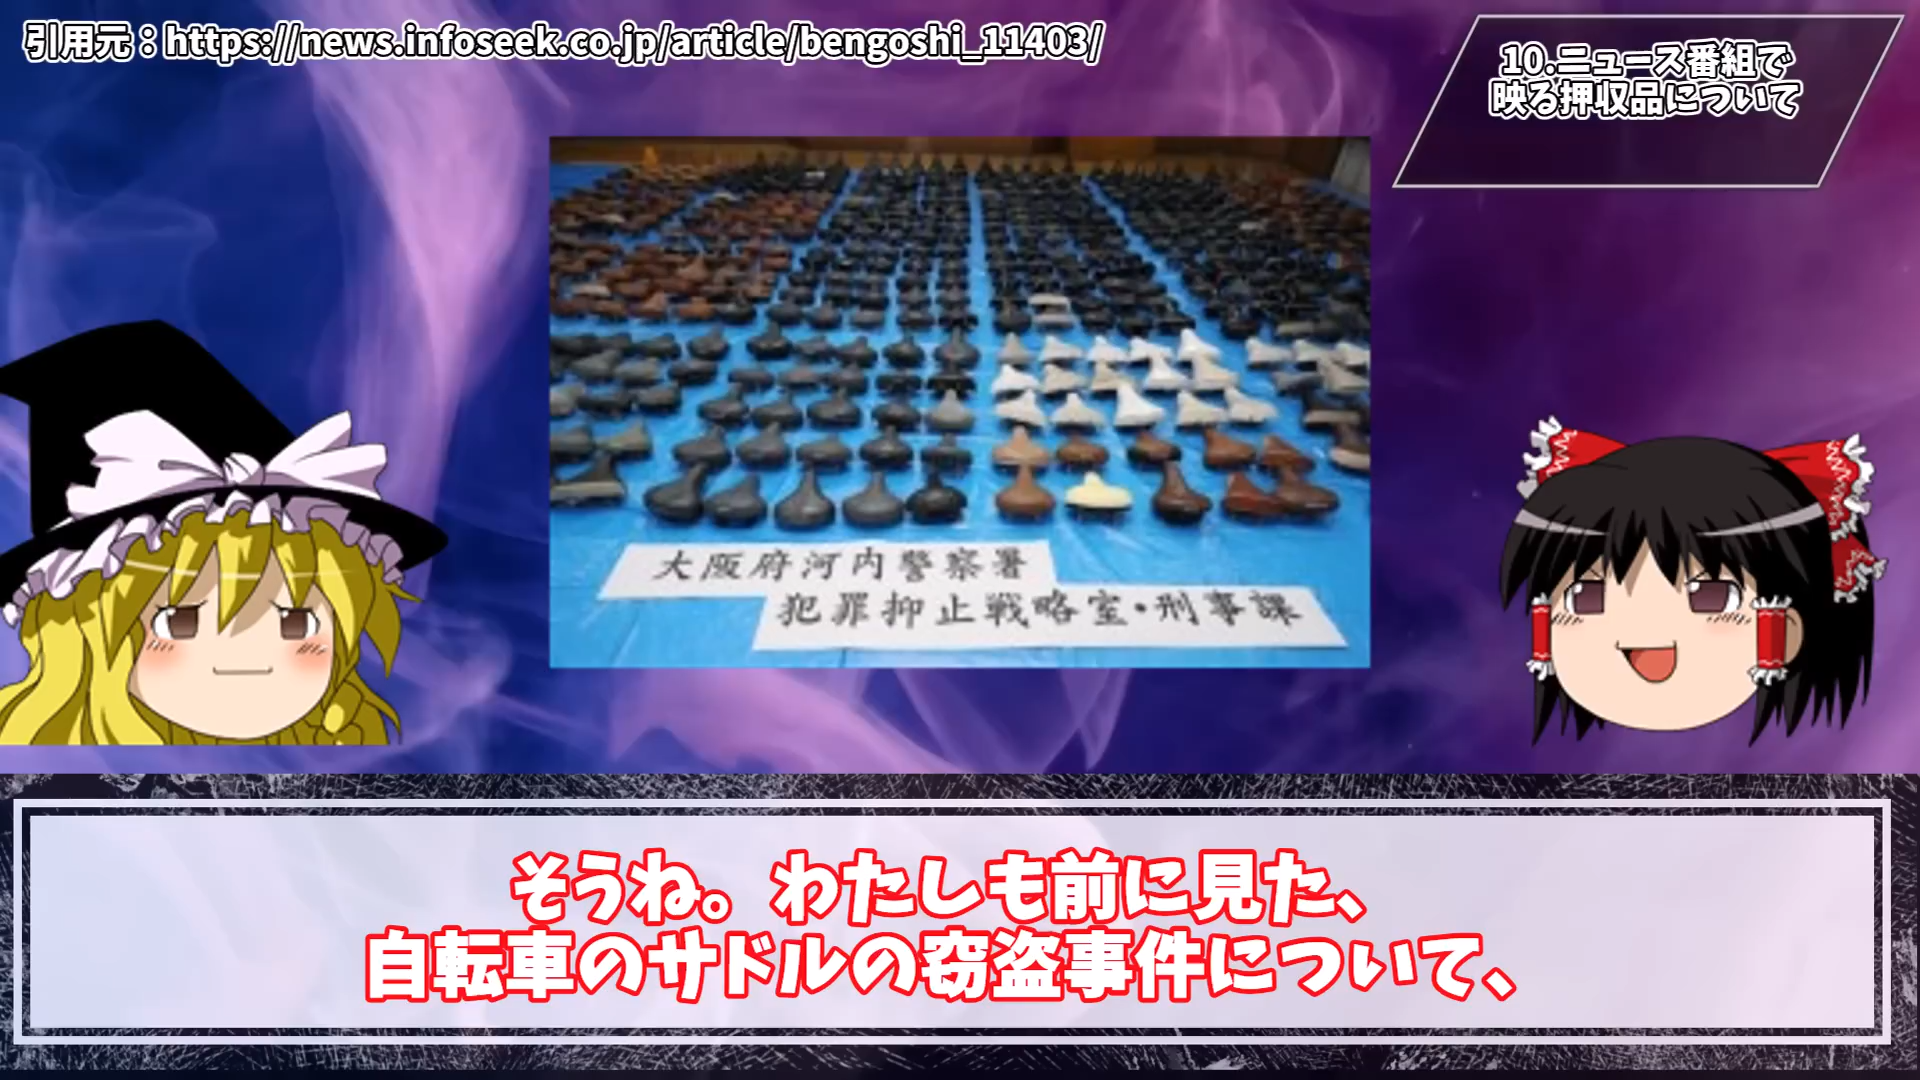 引用元：https://news.infoseek.co.jp/article/bengoshi_11403/
10.ニュース番組で
映る押収品について
大阪府河内警察署
犯罪抑止戦略室・刑事課
そうね。わたしも前に見た、
自転車のサドルの窃盗事件について、